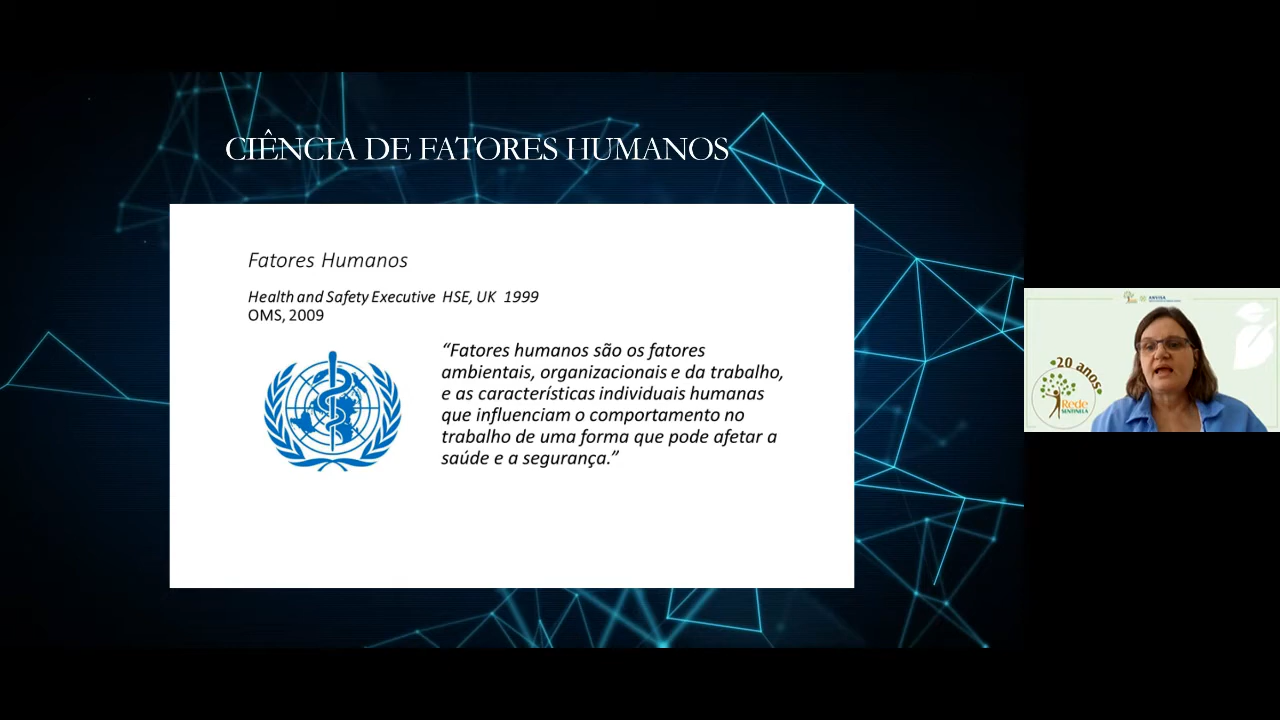 CIÊNCIA DE FATORES HUMANOS
Fatores Humanos
Health and Safety Executive HSE, UK 1999
OMS, 2009
“Fatores humanos são os fatores
ambientais, organizacionais e da trabalho,
e as características individuais humanas
que influenciam o comportamento no
trabalho de uma forma que pode afetar a
saúde e a segurança.”
ANVISA
20 anos
Rede
SENTINELA